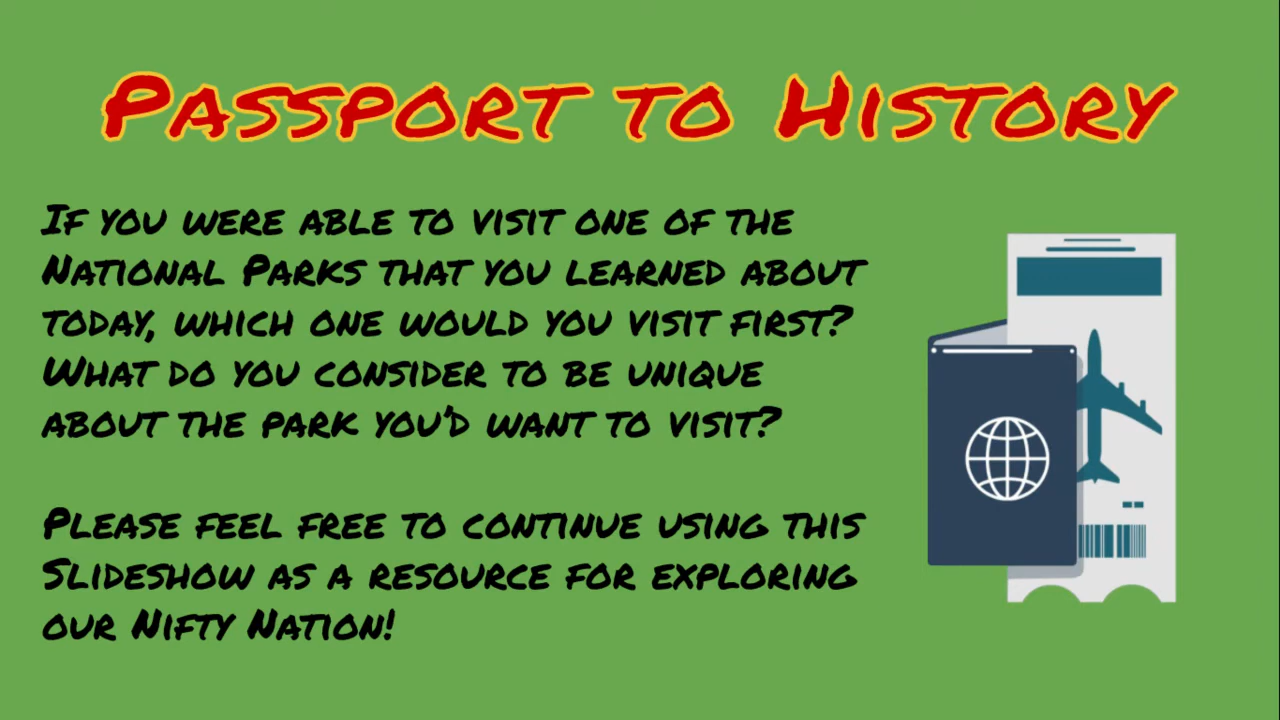 Passport to History
If you were able to visit one of the
National Parks that you learned about
today, which one would you visit first?
What do you consider to be unique
about the park you'd want to visit?
Please feel free to continue using this
Slideshow as a resource for exploring
our Nifty Nation!